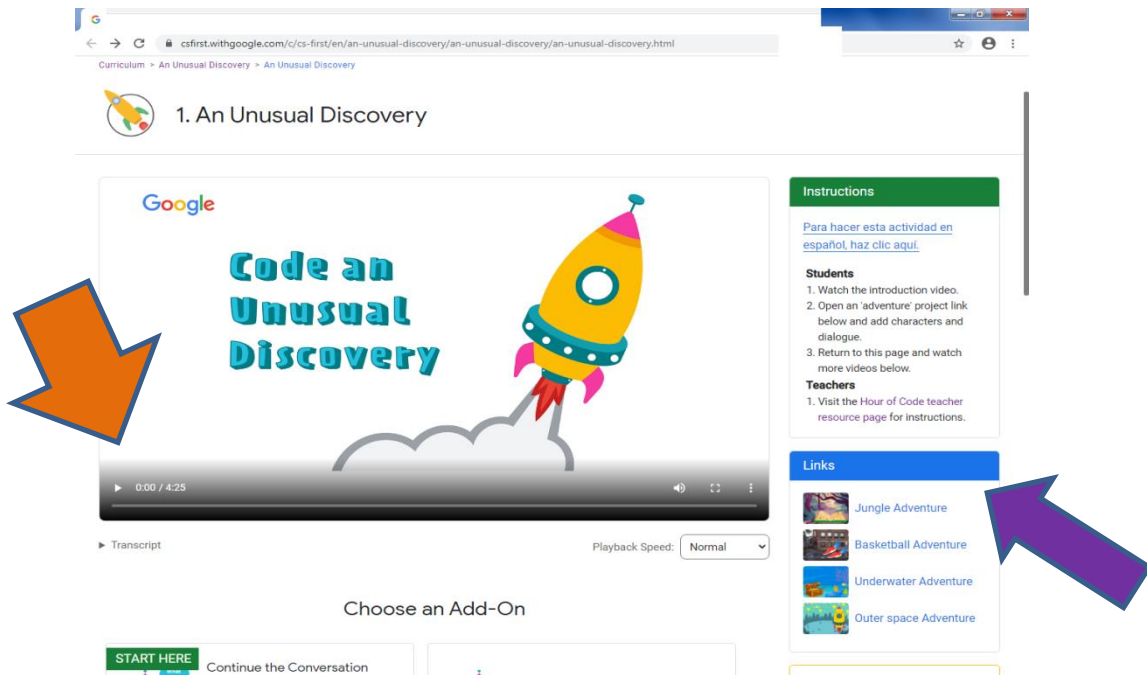 G
csfirst.withgoogle.com/c/cs-first/en/an-unusual-discovery/an-unusual-discovery/an-unusual-discovery.html
Curriculum > An Unusual Discovery > An Unusual Discovery
1. An Unusual Discovery
Google
Code an
Unusual
Discovery
0:00 / 4:25
Transcript
Playback Speed: Normal
Choose an Add-On
START HERE
Continue the Conversation
Instructions
Para hacer esta actividad en
español, haz clic aquí.
Students
1. Watch the introduction video.
2. Open an 'adventure' project link
below and add characters and
dialogue.
3. Return to this page and watch
more videos below.
Teachers
1. Visit the Hour of Code teacher
resource page for instructions.
Links
Jungle Adventure
Basketball Adventure
Underwater Adventure
Outer space Adventure